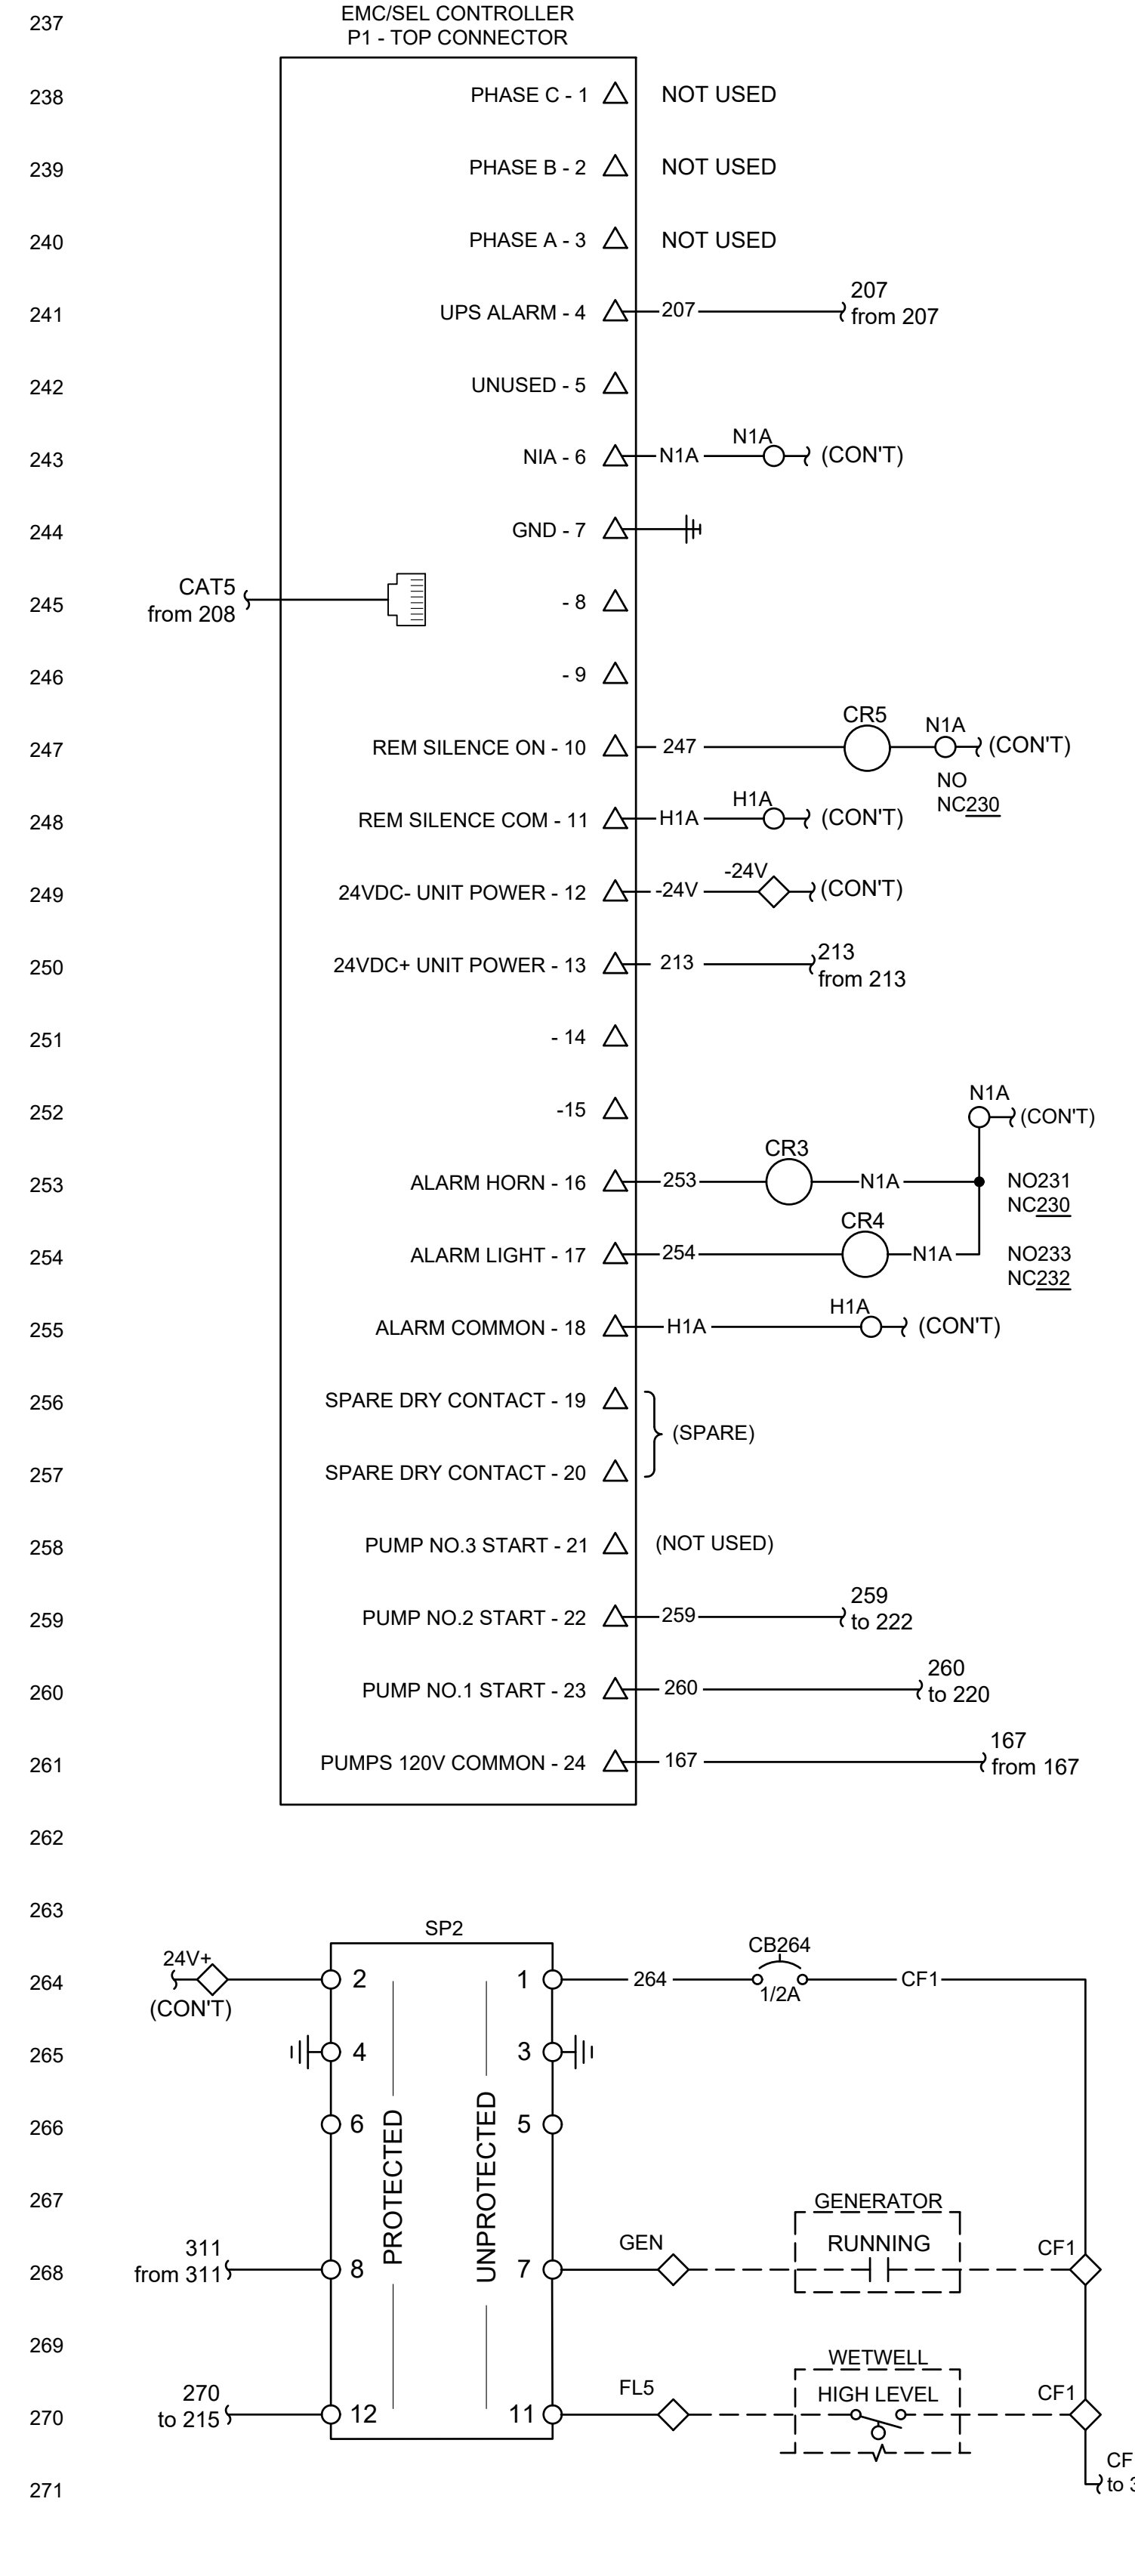 237
EMC/SEL CONTROLLER
P1 - TOP CONNECTOR
238
PHASE C - 1
NOT USED
239
PHASE B - 2
NOT USED
240
PHASE A - 3
NOT USED
241
UPS ALARM - 4
207
207
from 207
242
UNUSED - 5
243
NIA - 6
N1A
N1A
(CON'T)
244
GND - 7
245
CAT5
from 208
- 8
246
- 9
247
REM SILENCE ON - 10
247
CR5
N1A
(CON'T)
NO
NC230
248
REM SILENCE COM - 11
H1A
H1A
(CON'T)
249
24VDC- UNIT POWER - 12
-24V
-24V
(CON'T)
250
24VDC+ UNIT POWER - 13
213
213
from 213
251
- 14
252
-15
N1A
(CON'T)
253
ALARM HORN - 16
253
CR3
N1A
NO231
NC230
254
ALARM LIGHT - 17
254
CR4
N1A
NO233
NC232
255
ALARM COMMON - 18
H1A
H1A
(CON'T)
256
SPARE DRY CONTACT - 19
(SPARE)
257
SPARE DRY CONTACT - 20
258
PUMP NO.3 START - 21
(NOT USED)
259
PUMP NO.2 START - 22
259
259
to 222
260
PUMP NO.1 START - 23
260
260
to 220
261
PUMPS 120V COMMON - 24
167
167
from 167
262
263
SP2
264
24V+
(CON'T)
2
1
264
CB264
1/2A
CF1
265
4
3
266
6
5
PROTECTED
UNPROTECTED
267
GENERATOR
268
311
from 311
8
7
GEN
RUNNING
CF1
269
WETWELL
270
270
to 215
12
11
FL5
HIGH LEVEL
CF1
271
CF
to